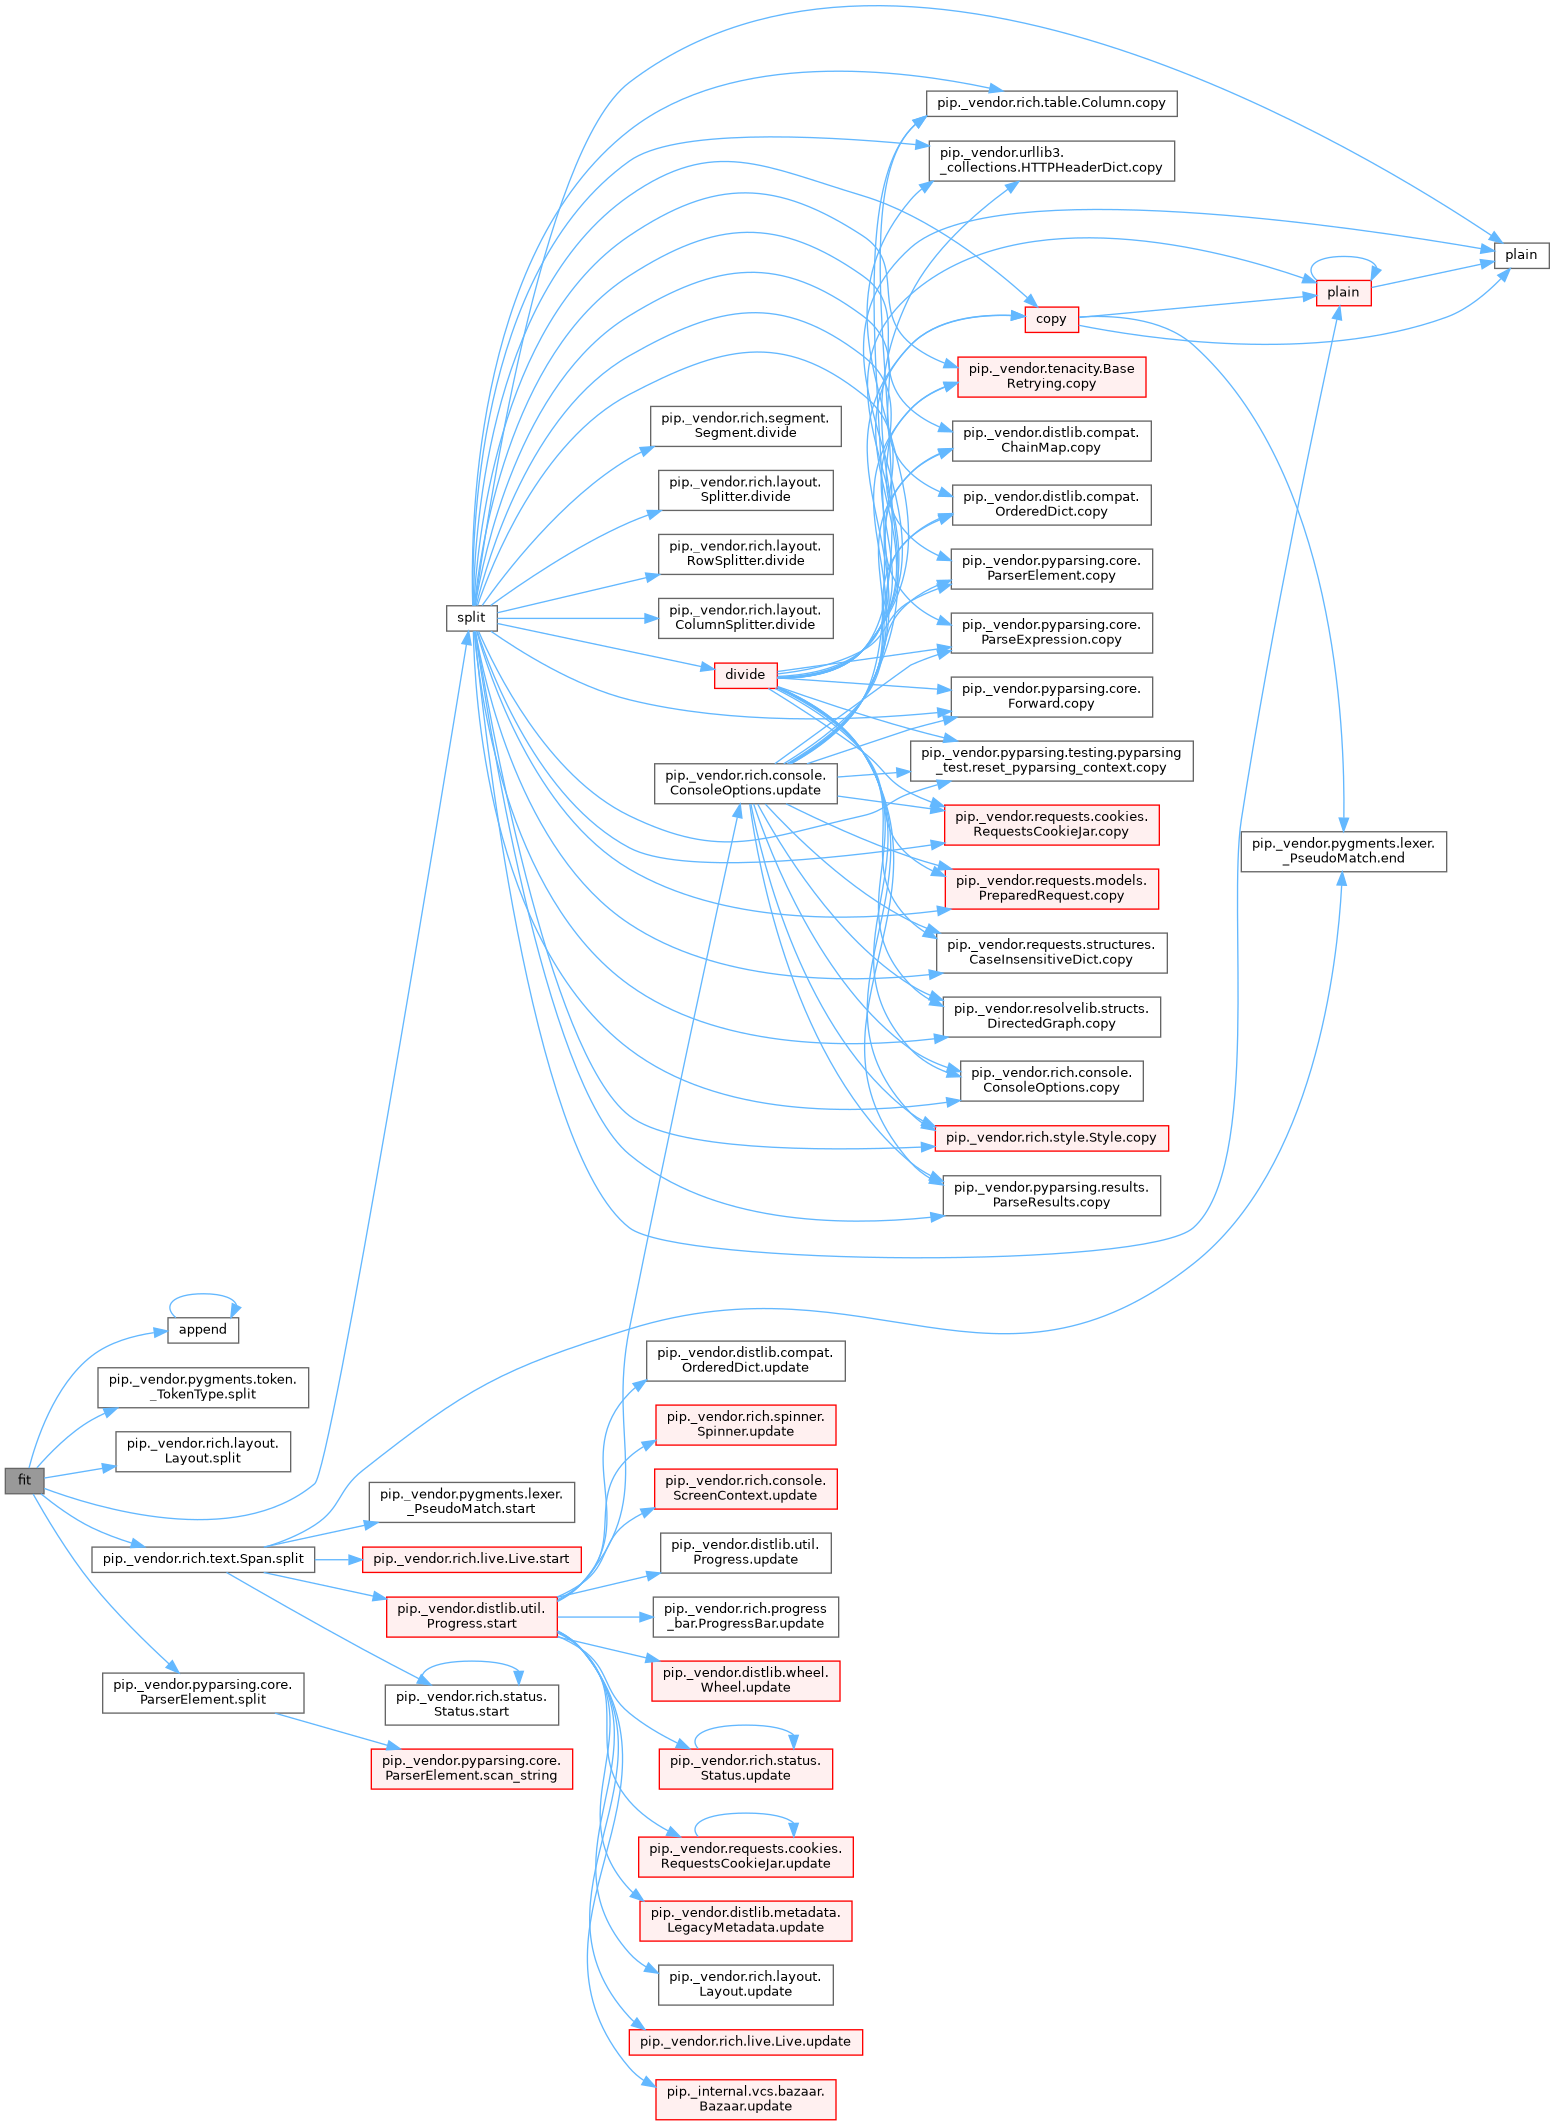 pip._vendor.rich.table.Column.copy
pip._vendor.urllib3.
_collections.HTTPHeaderDict.copy
plain
plain
copy
pip._vendor.tenacity.Base
Retrying.copy
pip._vendor.rich.segment.
Segment.divide
pip._vendor.distlib.compat.
ChainMap.copy
pip._vendor.rich.layout.
Splitter.divide
pip._vendor.distlib.compat.
OrderedDict.copy
pip._vendor.rich.layout.
RowSplitter.divide
pip._vendor.pyparsing.core.
ParserElement.copy
split
pip._vendor.rich.layout.
ColumnSplitter.divide
pip._vendor.pyparsing.core.
ParseExpression.copy
divide
pip._vendor.pyparsing.core.
Forward.copy
pip._vendor.pyparsing.testing.pyparsing
_test.reset_pyparsing_context.copy
pip._vendor.rich.console.
ConsoleOptions.update
pip._vendor.requests.cookies.
RequestsCookieJar.copy
pip._vendor.pygments.lexer.
_PseudoMatch.end
pip._vendor.requests.models.
PreparedRequest.copy
pip._vendor.requests.structures.
CaseInsensitiveDict.copy
pip._vendor.resolvelib.structs.
DirectedGraph.copy
pip._vendor.rich.console.
ConsoleOptions.copy
pip._vendor.rich.style.Style.copy
pip._vendor.pyparsing.results.
ParseResults.copy
append
pip._vendor.distlib.compat.
OrderedDict.update
pip._vendor.pygments.token.
_TokenType.split
pip._vendor.rich.spinner.
Spinner.update
pip._vendor.rich.layout.
Layout.split
fit
pip._vendor.rich.console.
ScreenContext.update
pip._vendor.pygments.lexer.
_PseudoMatch.start
pip._vendor.distlib.util.
Progress.update
pip._vendor.rich.text.Span.split
pip._vendor.rich.live.Live.start
pip._vendor.distlib.util.
Progress.start
pip._vendor.rich.progress
_bar.ProgressBar.update
pip._vendor.distlib.wheel.
Wheel.update
pip._vendor.pyparsing.core.
ParserElement.split
pip._vendor.rich.status.
Status.start
pip._vendor.rich.status.
Status.update
pip._vendor.pyparsing.core.
ParserElement.scan_string
pip._vendor.requests.cookies.
RequestsCookieJar.update
pip._vendor.distlib.metadata.
LegacyMetadata.update
pip._vendor.rich.layout.
Layout.update
pip._vendor.rich.live.Live.update
pip._internal.vcs.bazaar.
Bazaar.update